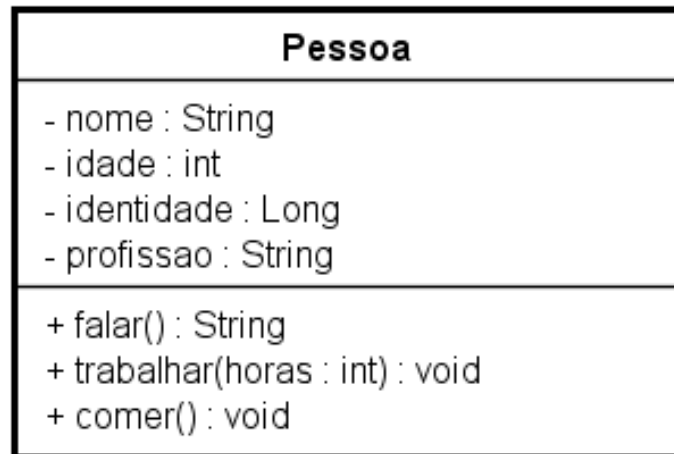 Pessoa
- nome : String
- idade : int
- identidade : Long
- profissao : String
+ falar() : String
+ trabalhar(horas : int) : void
+ comer() : void